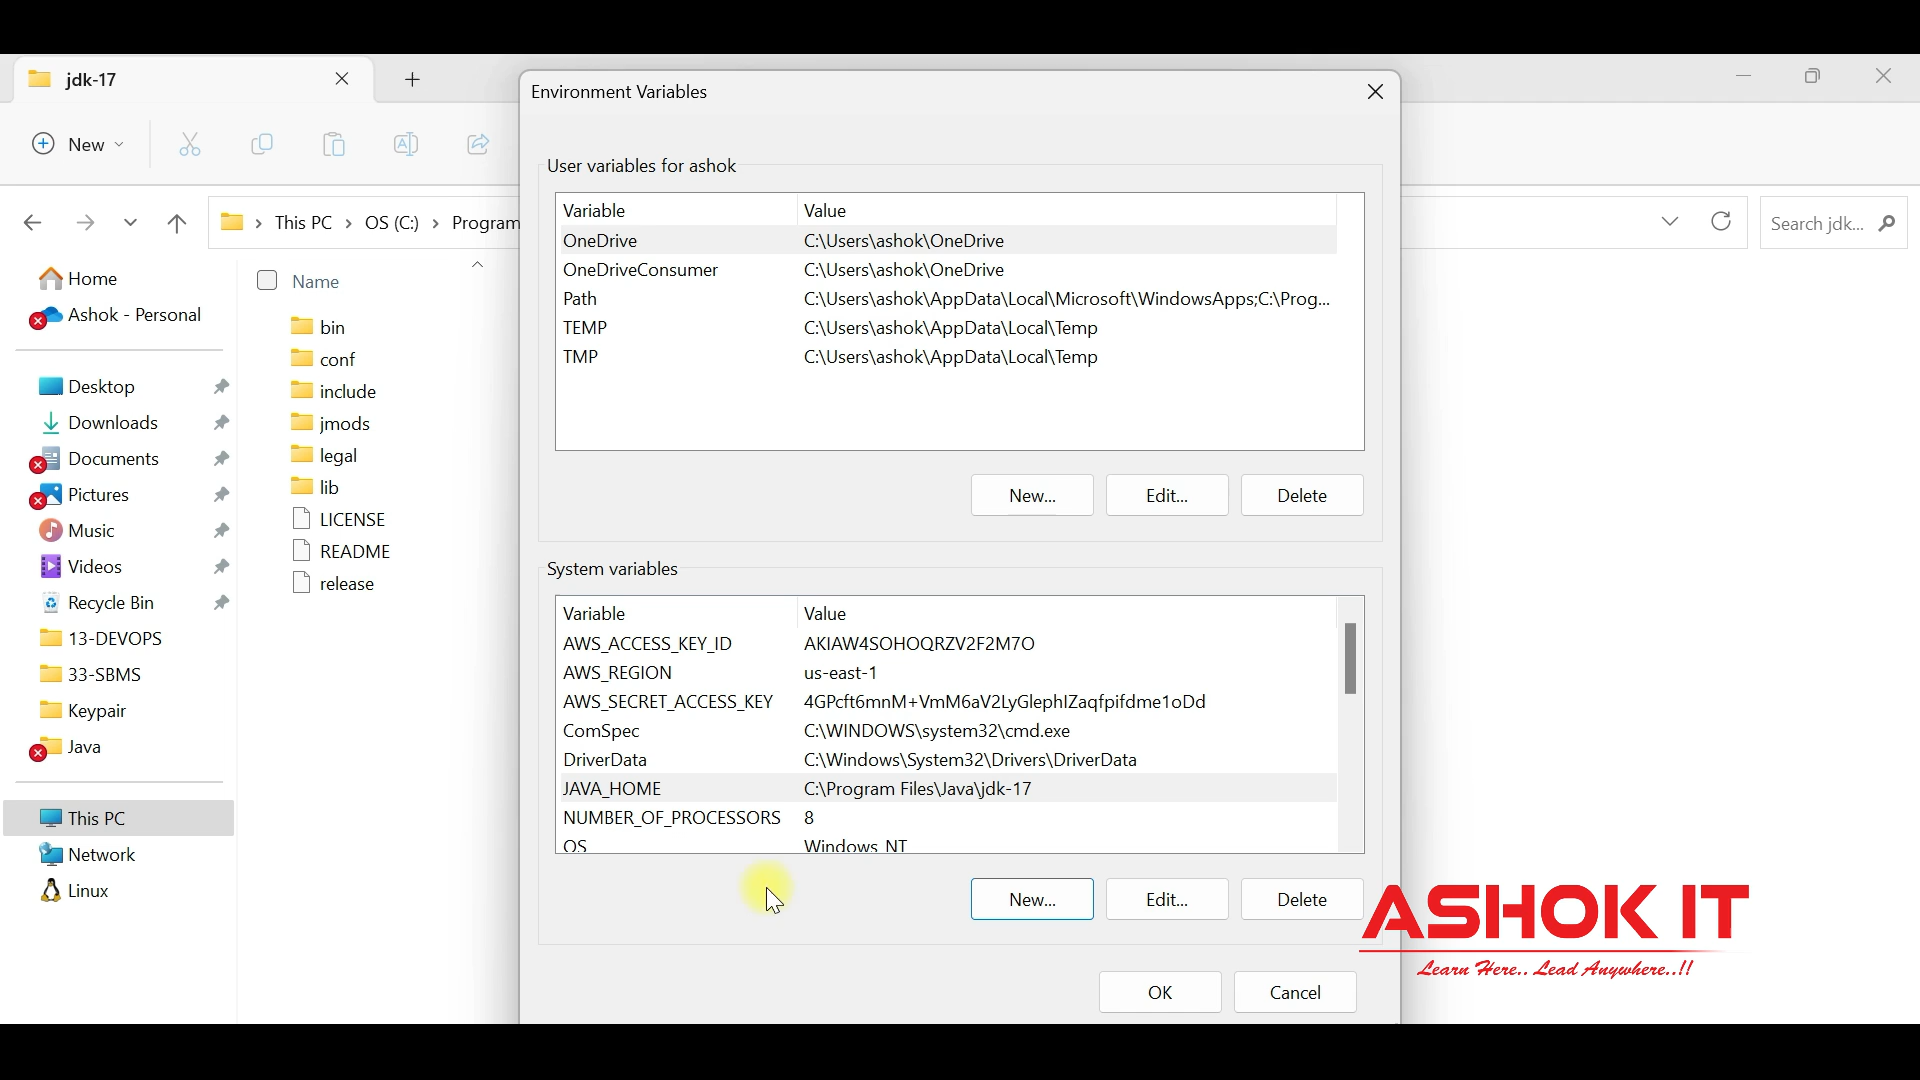 jdk-17
Environment Variables
New
User variables for ashok
This PC
OS (C:)
Program
Search jdk...
Variable Value
OneDrive C:\Users\ashok\OneDrive
OneDriveConsumer C:\Users\ashok\OneDrive
Path C:\Users\ashok\AppData\Local\Microsoft\WindowsApps;C:\Prog...
TEMP C:\Users\ashok\AppData\Local\Temp
TMP C:\Users\ashok\AppData\Local\Temp
New... Edit... Delete
Home
Ashok - Personal
Desktop
Downloads
Documents
Pictures
Music
Videos
Recycle Bin
13-DEVOPS
33-SBMS
Keypair
Java
This PC
Network
Linux
Name
bin
conf
include
jmods
legal
lib
LICENSE
README
release
System variables
Variable Value
AWS_ACCESS_KEY_ID [credential redacted]
AWS_REGION us-east-1
AWS_SECRET_ACCESS_KEY [credential redacted]
ComSpec C:\WINDOWS\system32\cmd.exe
DriverData C:\Windows\System32\Drivers\DriverData
JAVA_HOME C:\Program Files\Java\jdk-17
NUMBER_OF_PROCESSORS 8
OS Windows_NT
New... Edit... Delete
OK Cancel
ASHOK IT
Learn Here.. Lead Anywhere..!!